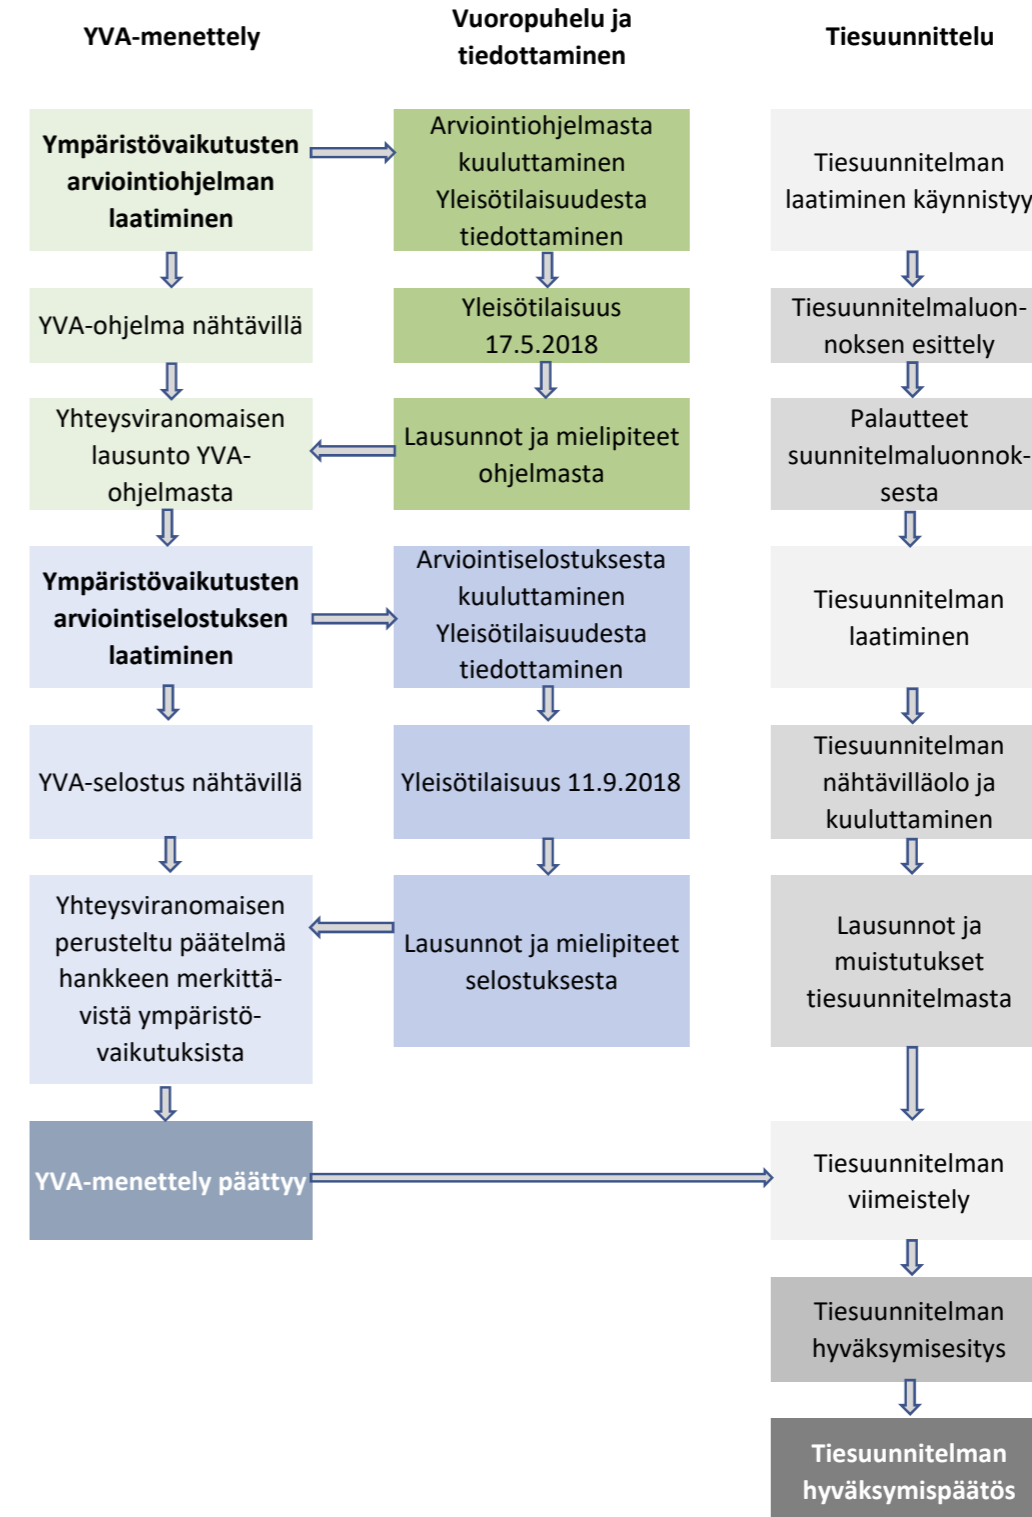 YVA-menettely
Vuoropuhelu ja
tiedottaminen
Tiesuunnittelu
Ympäristövaikutusten
arviointiohjelman
laatiminen
Arviointiohjelmasta
kuuluttaminen
Yleisötilaisuudesta
tiedottaminen
Tiesuunnitelman
laatiminen käynnistyy
YVA-ohjelma nähtävillä
Yleisötilaisuus
17.5.2018
Tiesuunnitelmaluon-
noksen esittely
Yhteysviranomaisen
lausunto YVA-
ohjelmasta
Lausunnot ja mielipiteet
ohjelmasta
Palautteet
suunnitelmaluonnok-
sesta
Ympäristövaikutusten
arviointiselostuksen
laatiminen
Arviointiselostuksesta
kuuluttaminen
Yleisötilaisuudesta
tiedottaminen
Tiesuunnitelman
laatiminen
YVA-selostus nähtävillä
Yleisötilaisuus 11.9.2018
Tiesuunnitelman
nähtävilläolo ja
kuuluttaminen
Yhteysviranomaisen
perusteltu päätelmä
hankkeen merkittä-
vistä ympäristö-
vaikutuksista
Lausunnot ja mielipiteet
selostuksesta
Lausunnot ja
muistutukset
tiesuunnitelmasta
YVA-menettely päättyy
Tiesuunnitelman
viimeistely
Tiesuunnitelman
hyväksymisesitys
Tiesuunnitelman
hyväksymispäätös